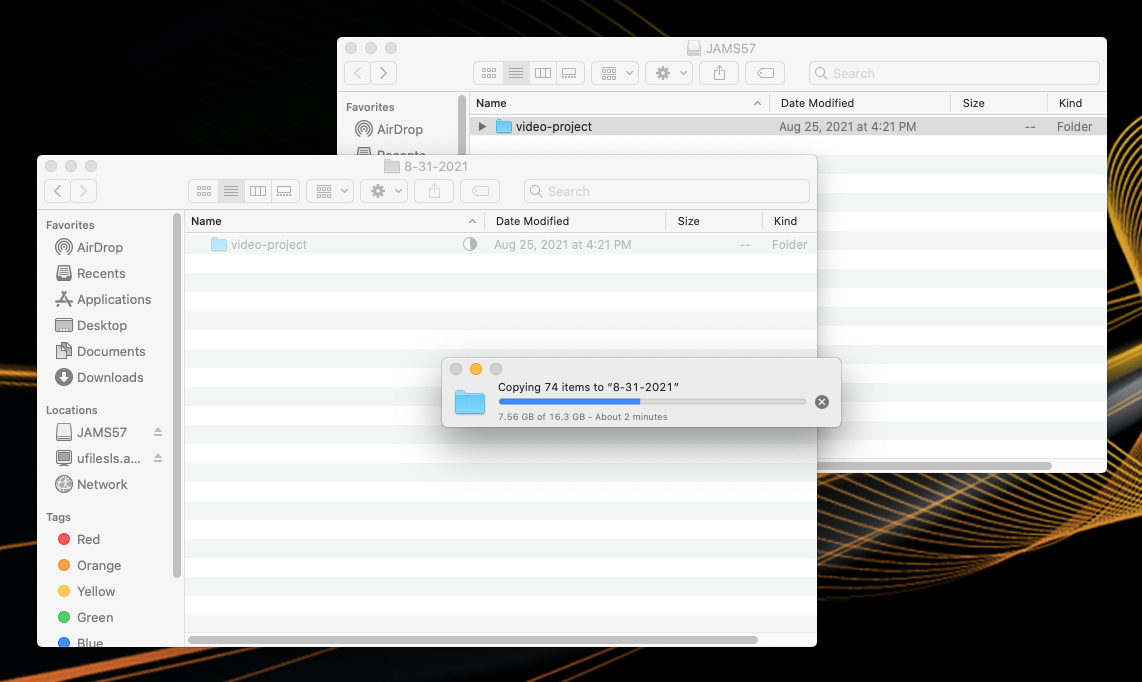 JAMS57
Search
Favorites
AirDrop
Recents
Name Date Modified Size Kind
video-project Aug 25, 2021 at 4:21 PM -- Folder
8-31-2021
Search
Favorites
AirDrop
Recents
Applications
Desktop
Documents
Downloads
Locations
JAMS57
ufilesls.a...
Network
Tags
Red
Orange
Yellow
Green
Blue
Name Date Modified Size Kind
video-project Aug 25, 2021 at 4:21 PM -- Folder
Copying 74 items to “8-31-2021”
7.56 GB of 16.3 GB - About 2 minutes